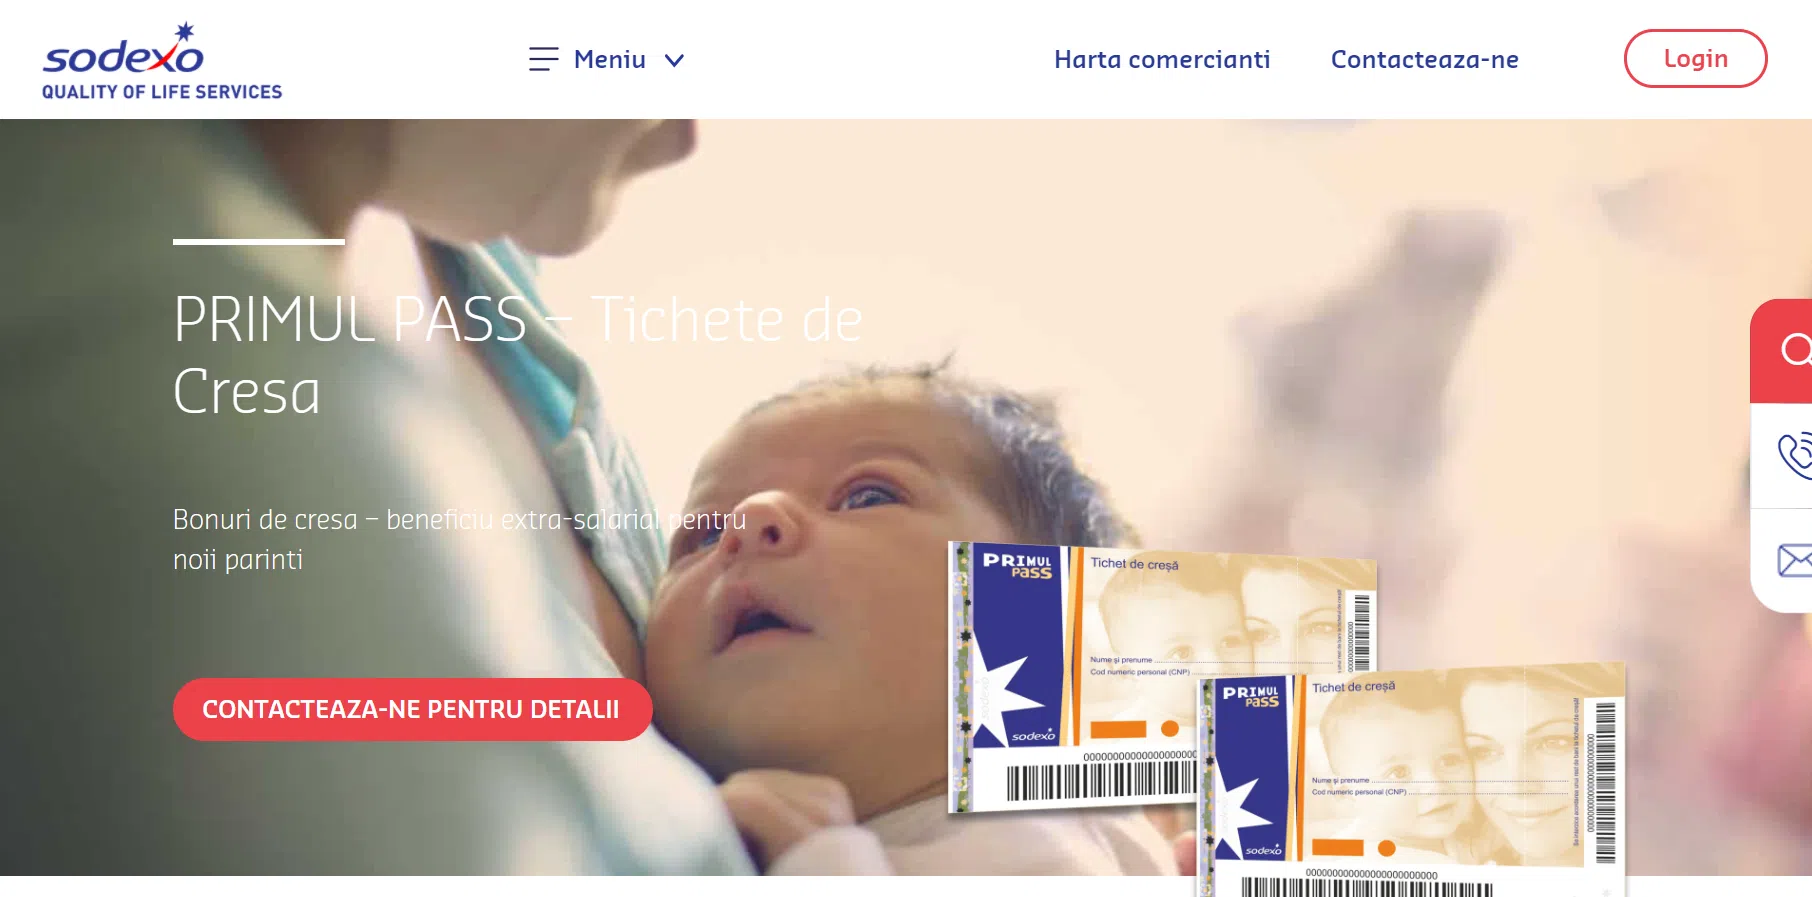 sodexo
QUALITY OF LIFE SERVICES
Meniu
Harta comercianti
Contacteaza-ne
Login
PRIMUL PASS – Tichete de
Cresa
Bonuri de cresa – beneficiu extra-salarial pentru
noii parinti
CONTACTEAZA-NE PENTRU DETALII
PRIMUL
PASS
Tichet de creșă
Nume și prenume
Cod numeric personal (CNP)
sodexo
PRIMUL
PASS
Tichet de creșă
Nume și prenume
Cod numeric personal (CNP)
sodexo